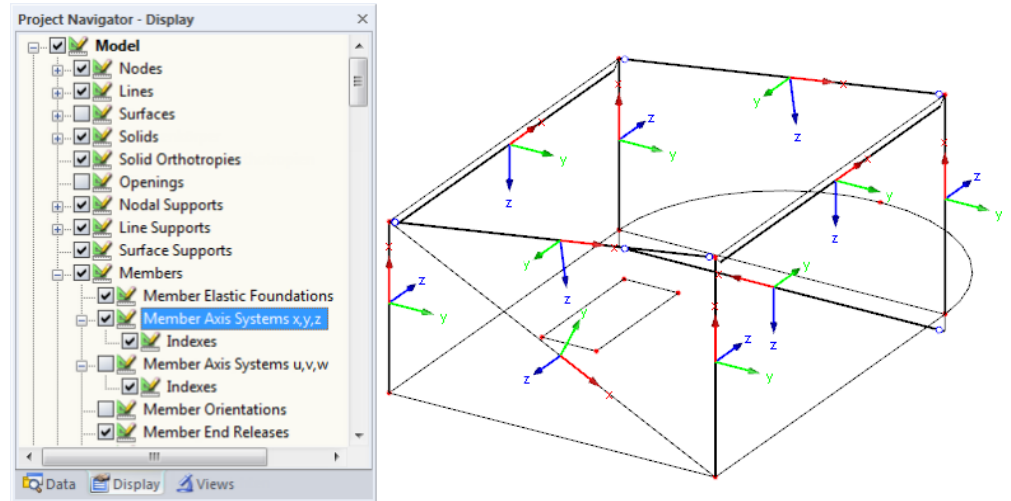 Project Navigator - Display
Model
Nodes
Lines
Surfaces
Solids
Solid Orthotropies
Openings
Nodal Supports
Line Supports
Surface Supports
Members
Member Elastic Foundations
Member Axis Systems x,y,z
Indexes
Member Axis Systems u,v,w
Indexes
Member Orientations
Member End Releases
Data Display Views
x
y
z
x
y
z
x
z
y
x
y
z
x
z
y
x
z
y
x
y
z
x
y
z
x
z
y
x
y
z